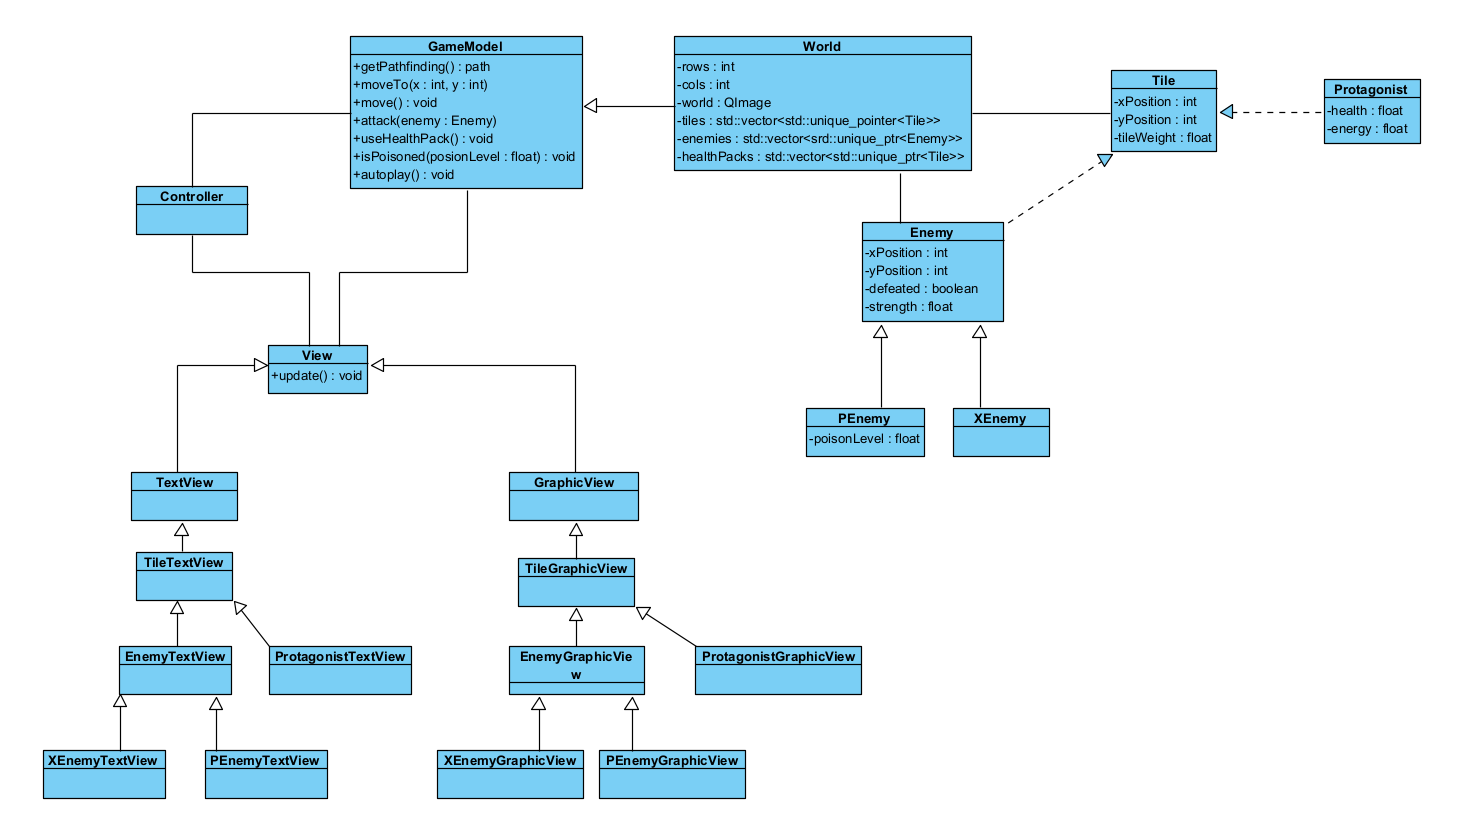 GameModel
+getPathfinding() : path
+moveTo(x : int, y : int)
+move() : void
+attack(enemy : Enemy)
+useHealthPack() : void
+isPoisoned(posionLevel : float) : void
+autoplay() : void
World
-rows : int
-cols : int
-world : QImage
-tiles : std::vector<std::unique_pointer<Tile>>
-enemies : std::vector<srd::unique_ptr<Enemy>>
-healthPacks : std::vector<std::unique_ptr<Tile>>
Tile
-xPosition : int
-yPosition : int
-tileWeight : float
Protagonist
-health : float
-energy : float
Controller
Enemy
-xPosition : int
-yPosition : int
-defeated : boolean
-strength : float
View
+update() : void
PEnemy
-poisonLevel : float
XEnemy
TextView
GraphicView
TileTextView
TileGraphicView
EnemyTextView
ProtagonistTextView
EnemyGraphicVie
w
ProtagonistGraphicView
XEnemyTextView
PEnemyTextView
XEnemyGraphicView
PEnemyGraphicView